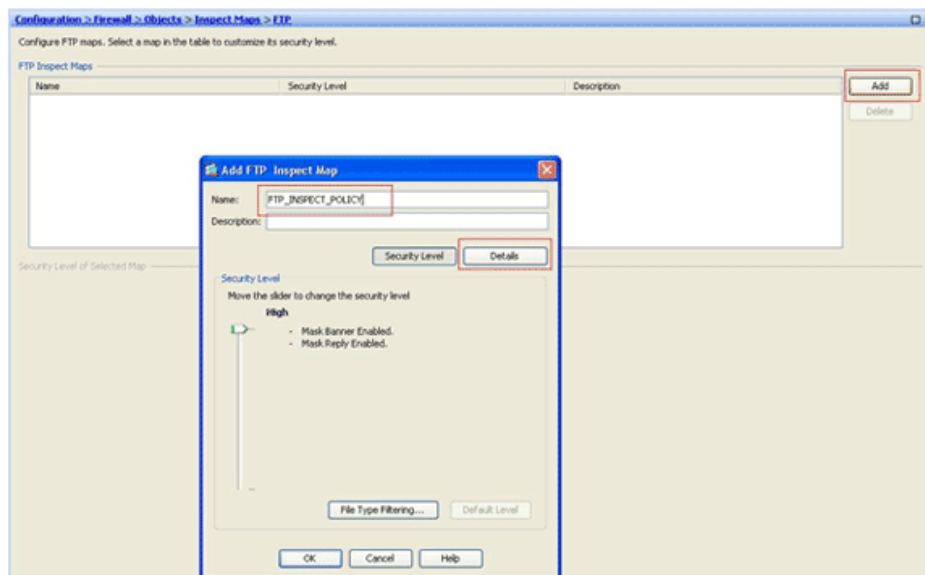 Configuration > Firewall > Objects > Inspect Maps > FTP
Configure FTP maps. Select a map in the table to customize its security level.
FTP Inspect Maps
Name Security Level Description
Add
Delete
Add FTP Inspect Map
Name: FTP_INSPECT_POLICY
Description:
Security Level Details
Security Level of Selected Map
Security Level
Move the slider to change the security level
High
- Mask Banner Enabled.
- Mask Reply Enabled.
File Type Filtering... Default Level
OK Cancel Help